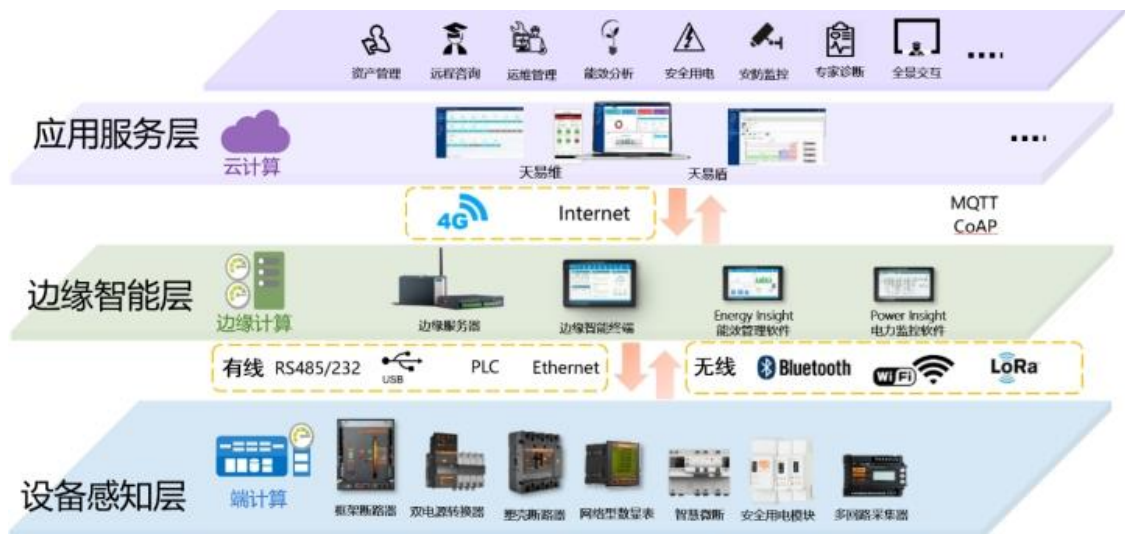 资产管理
远程咨询
运维管理
能效分析
安全用电
安防监控
专家诊断
全景交互
应用服务层
云计算
天易维
天易盾
4G
Internet
MQTT
CoAP
边缘智能层
边缘计算
边缘服务器
边缘智能终端
Energy Insight
能效管理软件
Power Insight
电力监控软件
有线 RS485/232
USB
PLC
Ethernet
无线
Bluetooth
WiFi
LoRa
设备感知层
端计算
框架断路器
双电源转换器
塑壳断路器
网络型数显表
智慧微断
安全用电模块
多回路采集器